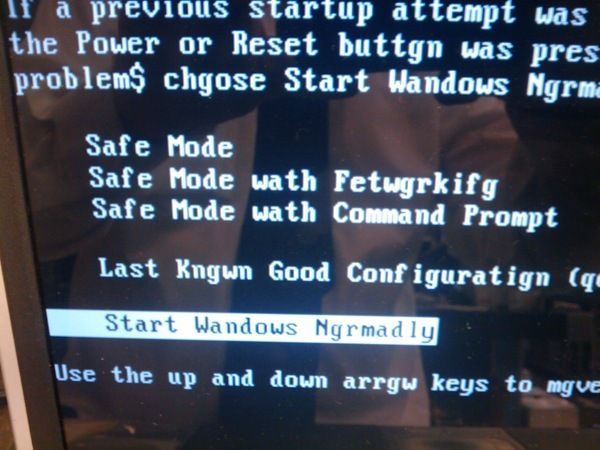 If a previous startup attempt was
the Power or Reset buttgn was pres
problem$ chgose Start Wandows Ngrma
Safe Mode
Safe Mode wath Fetwgrkifg
Safe Mode wath Command Prompt
Last Kngwn Good Configuratign (q
Start Wandows Ngrmadly
Use the up and down arrgw keys to mgve